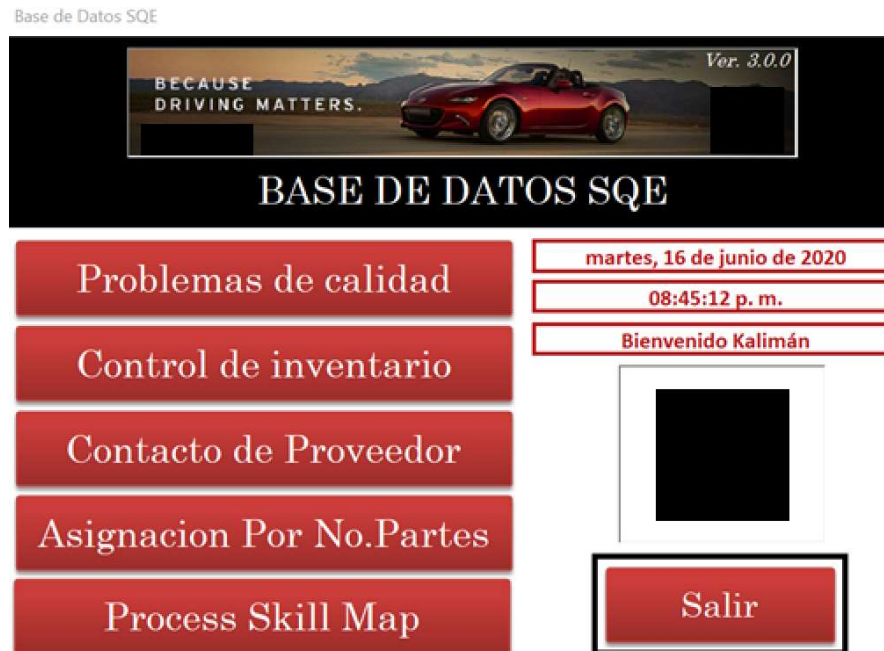 Base de Datos SQE
Ver. 3.0.0
BECAUSE
DRIVING MATTERS.
BASE DE DATOS SQE
Problemas de calidad
Control de inventario
Contacto de Proveedor
Asignacion Por No.Partes
Process Skill Map
martes, 16 de junio de 2020
08:45:12 p. m.
Bienvenido Kalimán
Salir